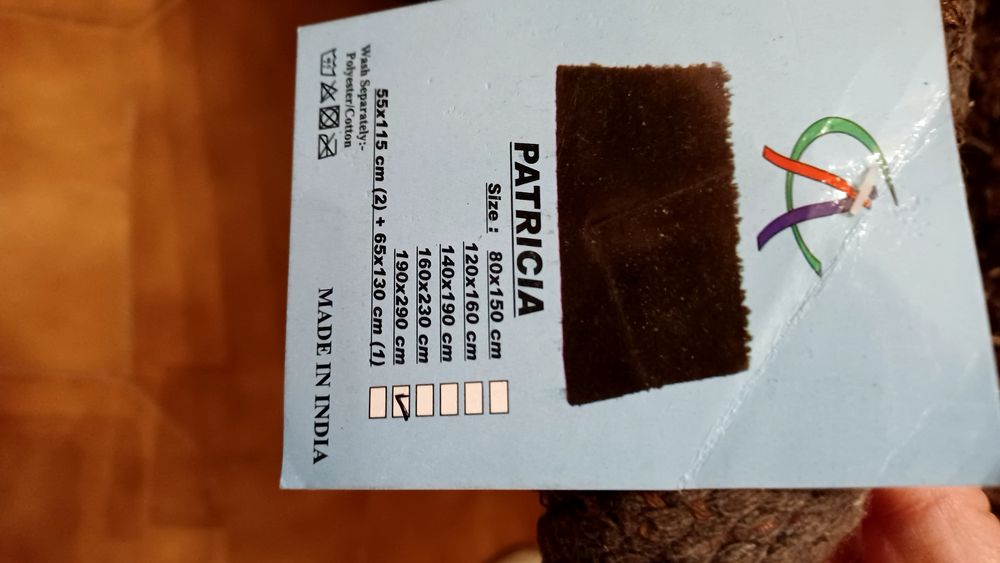 PATRICIA
Size : 80x150 cm
120x160 cm
140x190 cm
160x230 cm
190x290 cm
55x115 cm (2) + 65x130 cm (1)
Wash Separately:-
Polyester/Cotton
MADE IN INDIA